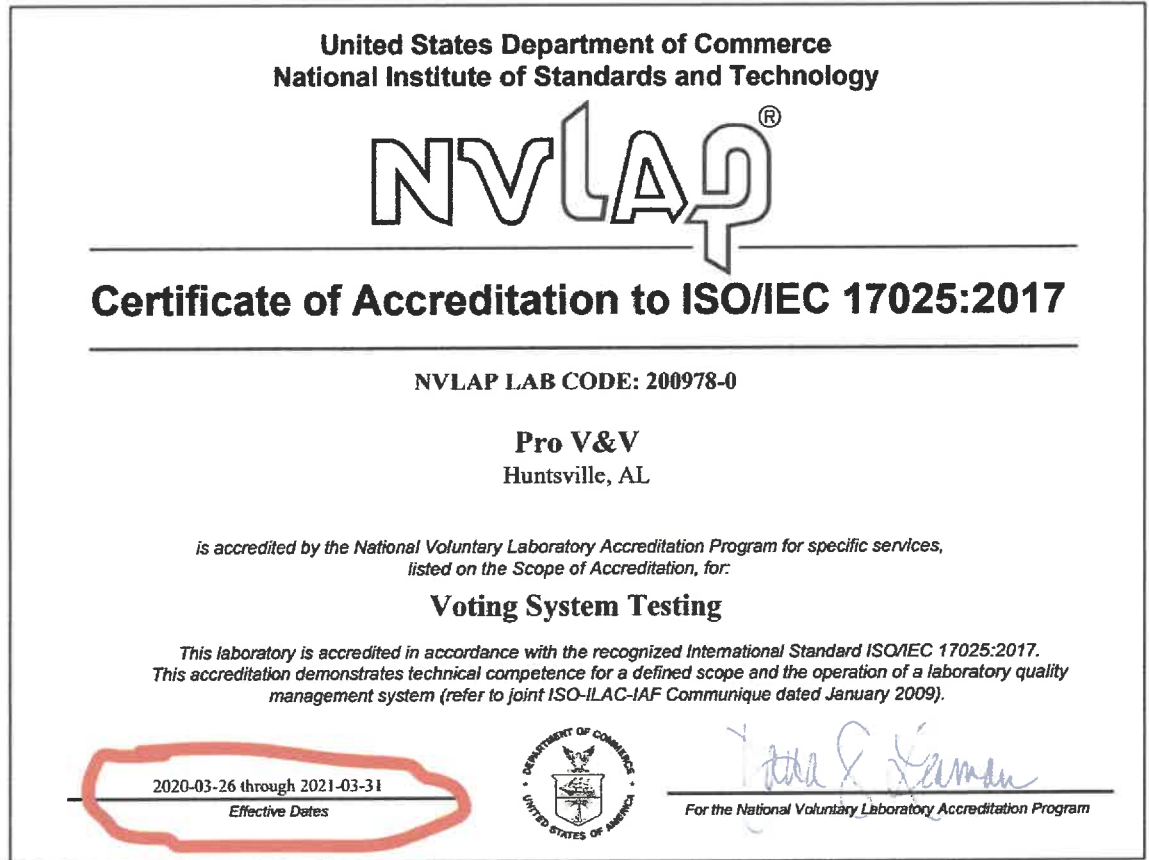 United States Department of Commerce
National Institute of Standards and Technology
NVLAP®
Certificate of Accreditation to ISO/IEC 17025:2017
NVLAP LAB CODE: 200978-0
Pro V&V
Huntsville, AL
is accredited by the National Voluntary Laboratory Accreditation Program for specific services,
listed on the Scope of Accreditation, for:
Voting System Testing
This laboratory is accredited in accordance with the recognized International Standard ISO/IEC 17025:2017.
This accreditation demonstrates technical competence for a defined scope and the operation of a laboratory quality
management system (refer to joint ISO-ILAC-IAF Communique dated January 2009).
2020-03-26 through 2021-03-31
Effective Dates
DEPARTMENT OF COMMERCE
UNITED STATES OF AMERICA
For the National Voluntary Laboratory Accreditation Program